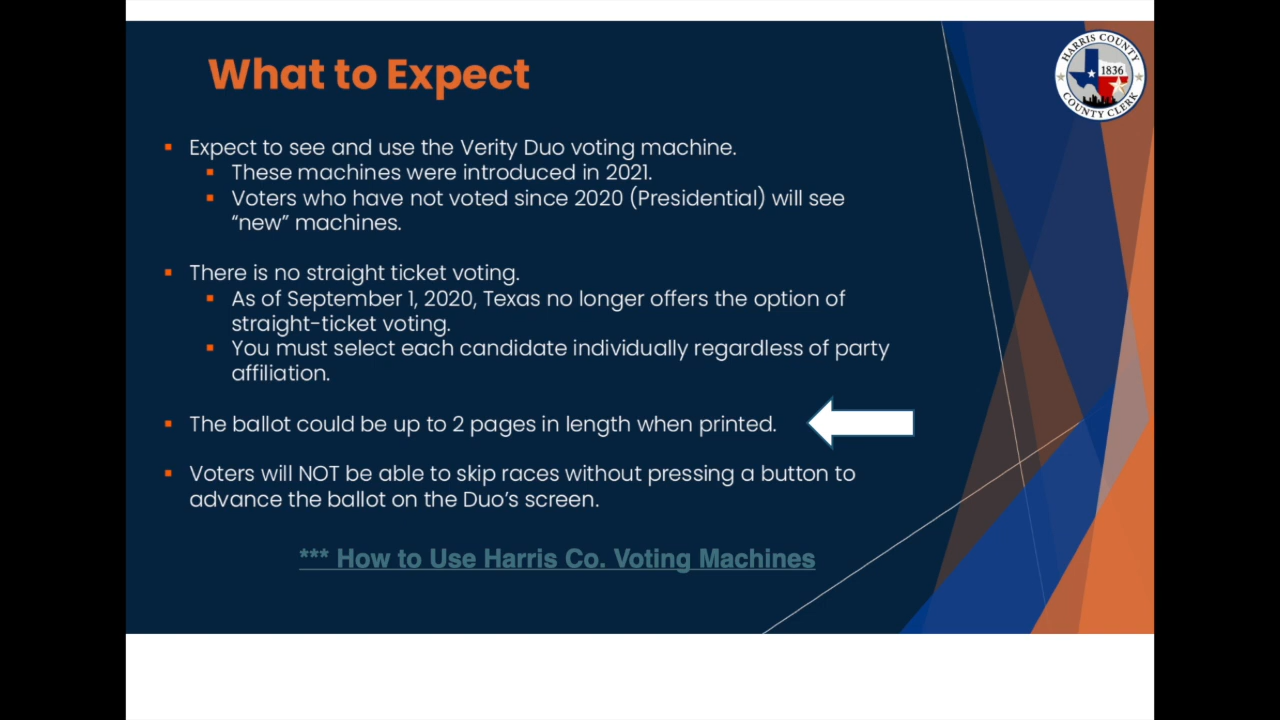 What to Expect
HARRIS COUNTY
1836
COUNTY CLERK
Expect to see and use the Verity Duo voting machine.
These machines were introduced in 2021.
Voters who have not voted since 2020 (Presidential) will see
“new” machines.
There is no straight ticket voting.
As of September 1, 2020, Texas no longer offers the option of
straight-ticket voting.
You must select each candidate individually regardless of party
affiliation.
The ballot could be up to 2 pages in length when printed.
Voters will NOT be able to skip races without pressing a button to
advance the ballot on the Duo’s screen.
*** How to Use Harris Co. Voting Machines